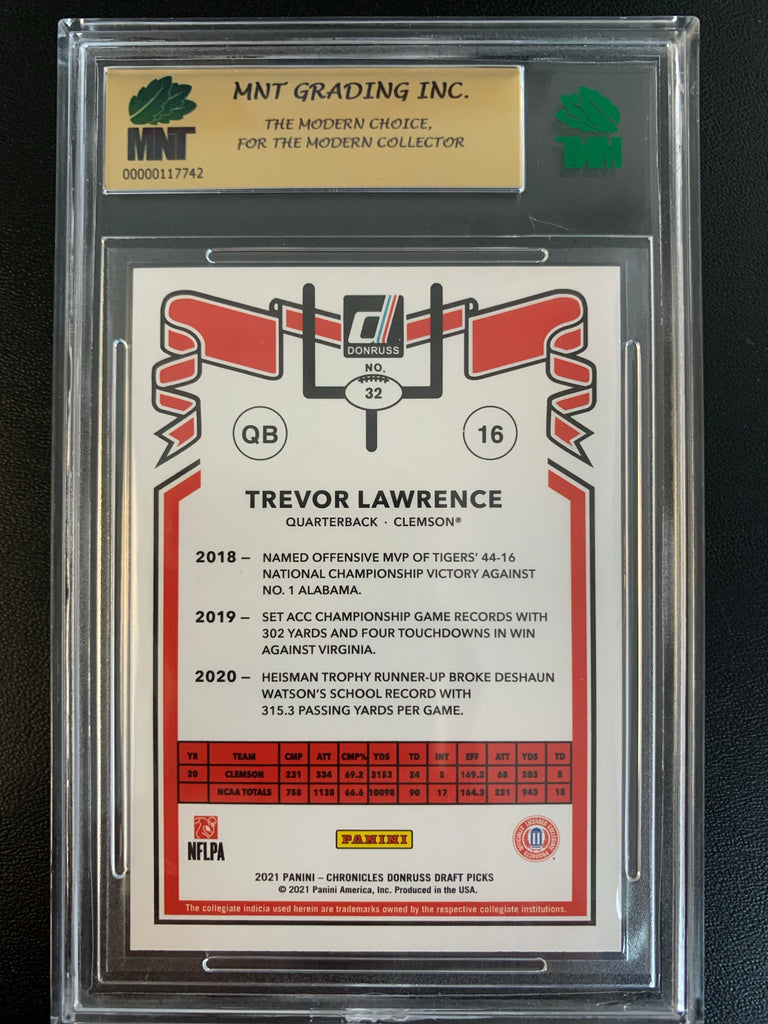 MNT GRADING INC.
THE MODERN CHOICE,
FOR THE MODERN COLLECTOR
MNT
00000117742
MNT
DONRUSS
NO.
32
QB
16
TREVOR LAWRENCE
QUARTERBACK · CLEMSON®
2018 – NAMED OFFENSIVE MVP OF TIGERS' 44-16
NATIONAL CHAMPIONSHIP VICTORY AGAINST
NO. 1 ALABAMA.
2019 – SET ACC CHAMPIONSHIP GAME RECORDS WITH
302 YARDS AND FOUR TOUCHDOWNS IN WIN
AGAINST VIRGINIA.
2020 – HEISMAN TROPHY RUNNER-UP BROKE DESHAUN
WATSON'S SCHOOL RECORD WITH
315.3 PASSING YARDS PER GAME.
YR TEAM CMP ATT CMP% YDS TD INT EFF ATT YDS TD
20 CLEMSON 231 334 69.2 3153 24 5 169.2 68 203 8
NCAA TOTALS 758 1138 66.6 10098 90 17 164.3 231 943 18
NFLPA
PANINI
OFFICIALLY LICENSED COLLEGIATE PRODUCTS
2021 PANINI – CHRONICLES DONRUSS DRAFT PICKS
© 2021 Panini America, Inc. Produced in the USA.
The collegiate indicia used herein are trademarks owned by the respective collegiate institutions.